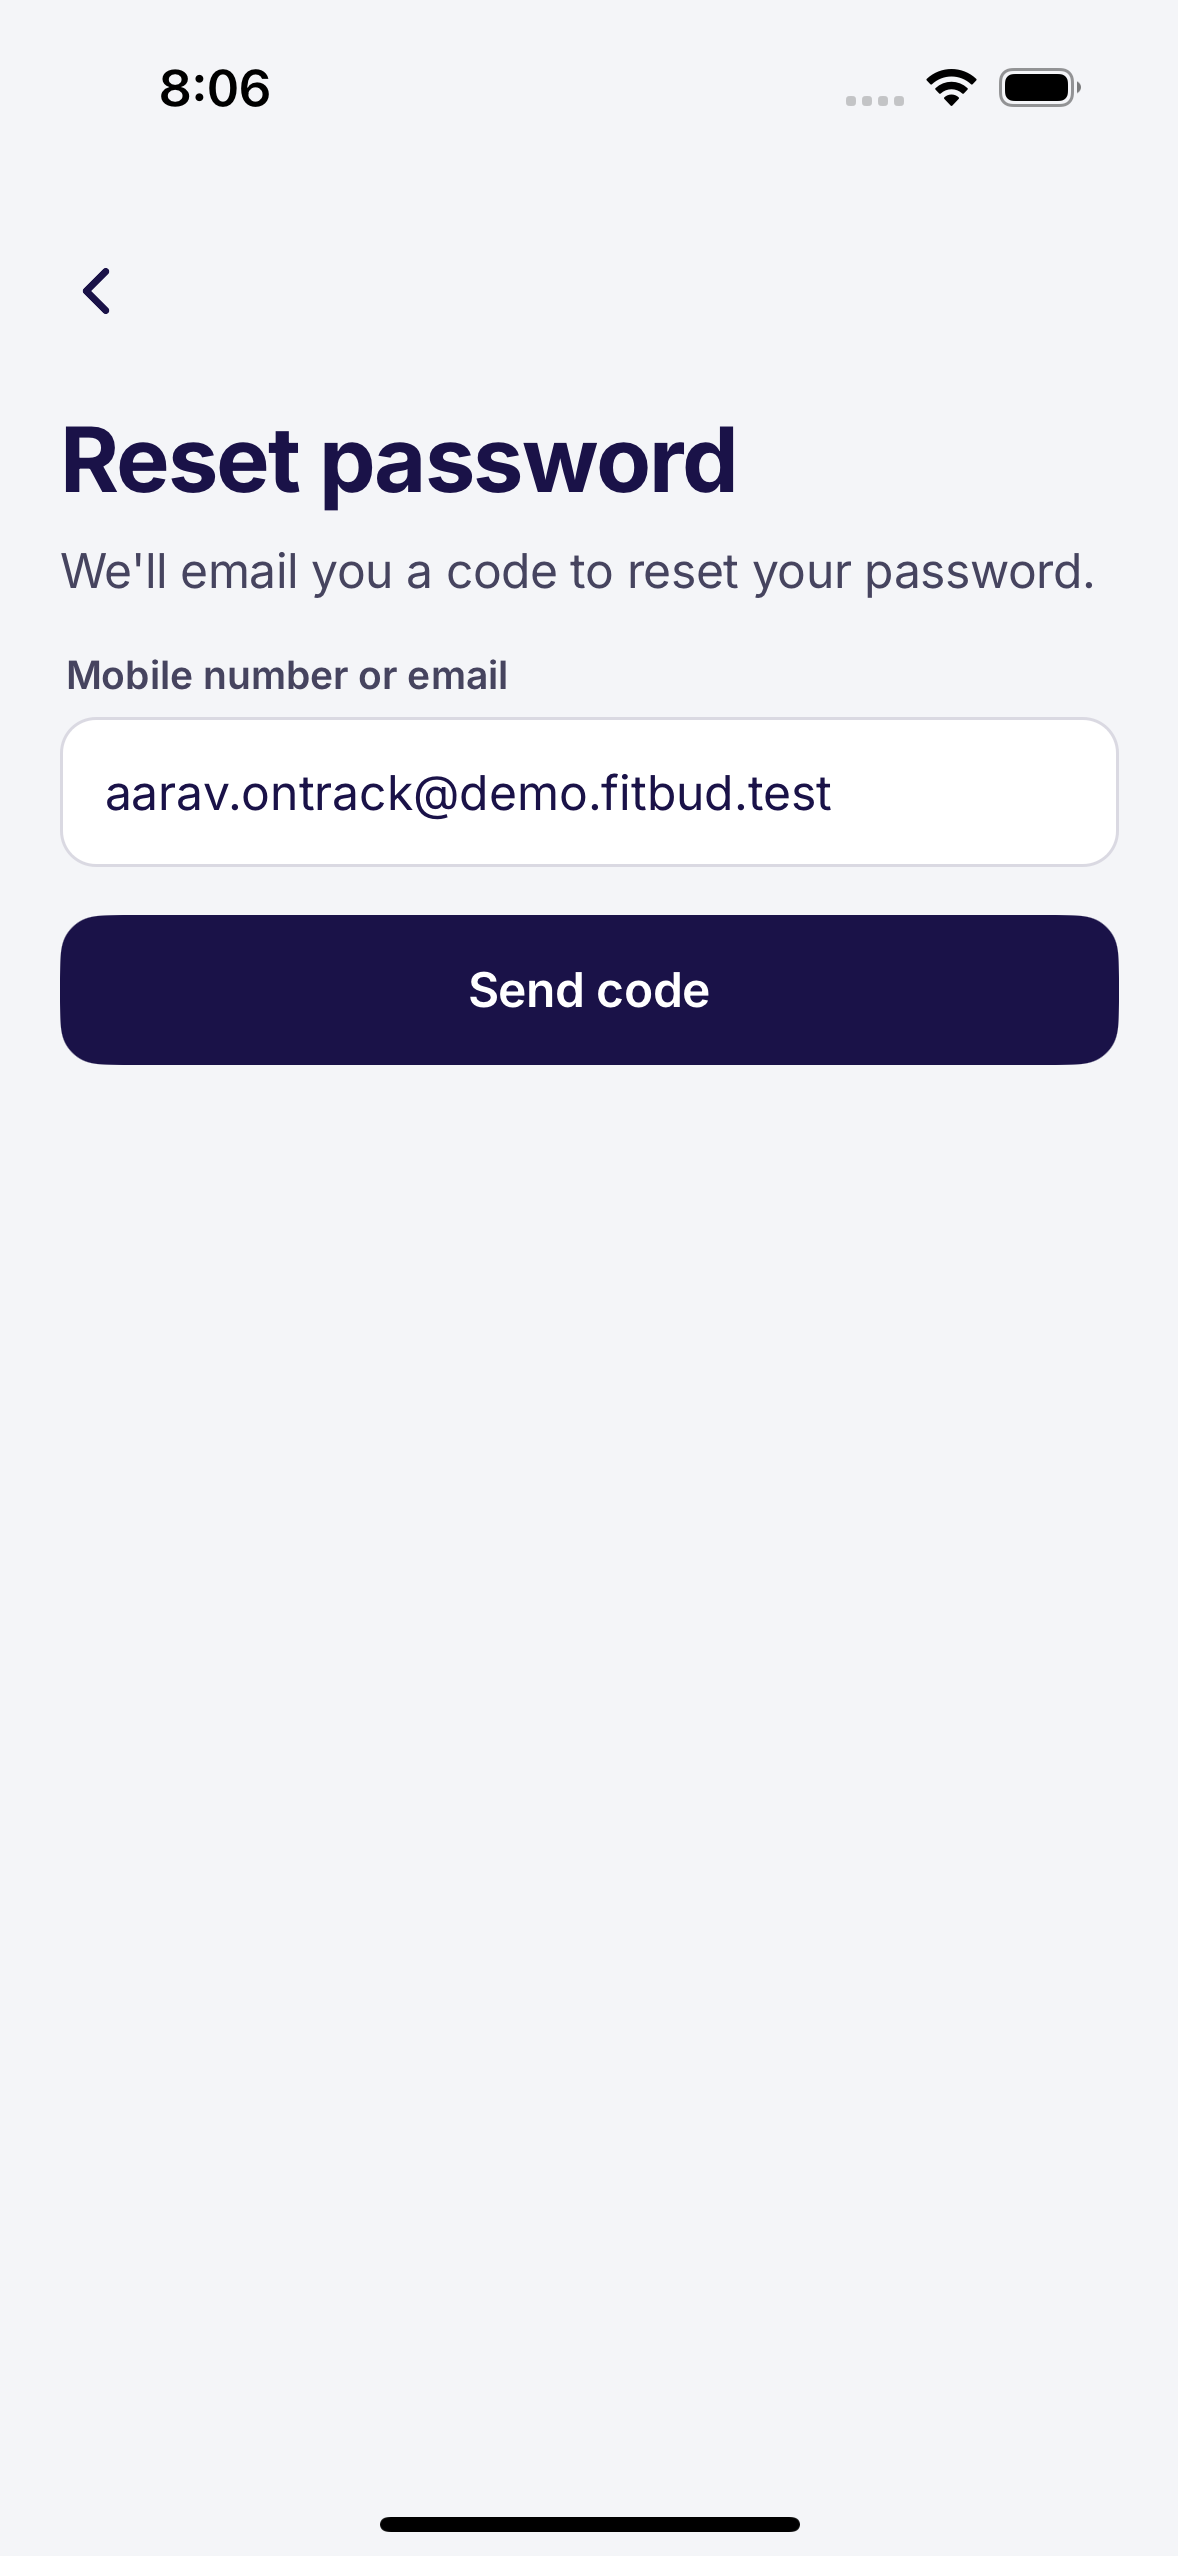 8:06
Reset password
We'll email you a code to reset your password.
Mobile number or email
aarav.ontrack@demo.fitbud.test
Send code